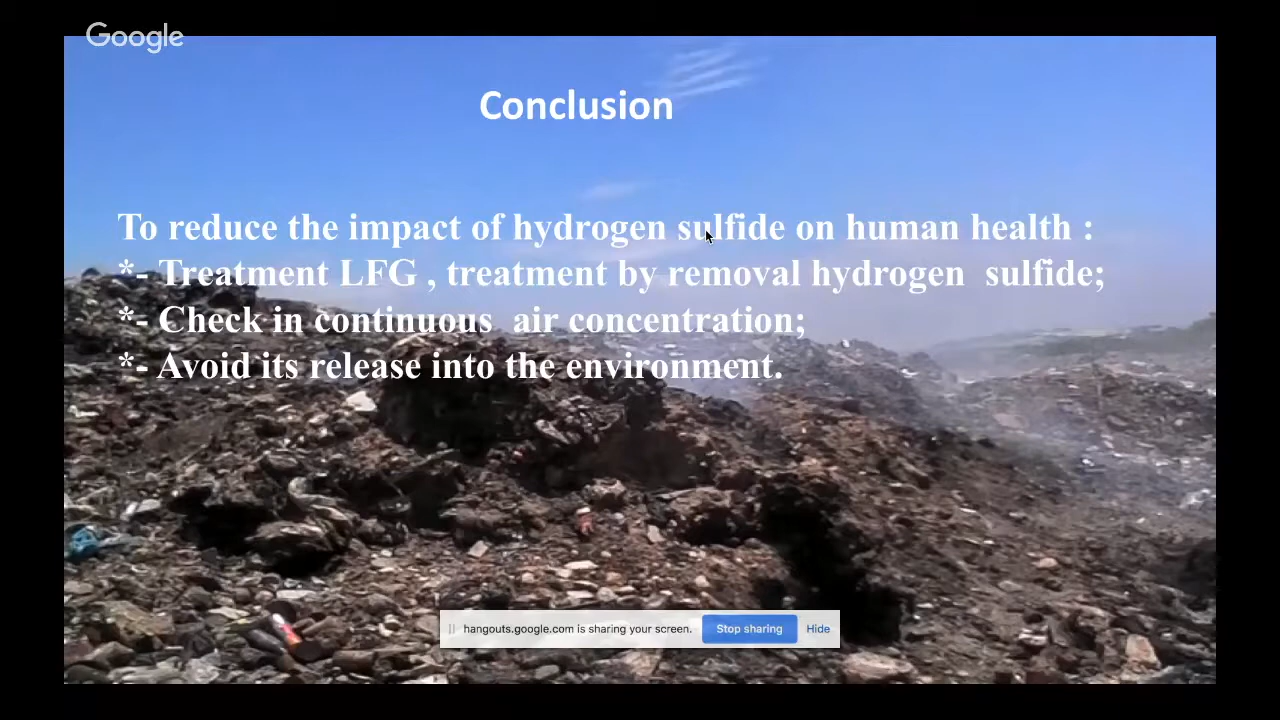 Google
Conclusion
To reduce the impact of hydrogen sulfide on human health :
*- Treatment LFG , treatment by removal hydrogen  sulfide;
*- Check in continuous  air concentration;
*- Avoid its release into the environment.
hangouts.google.com is sharing your screen. Stop sharing Hide